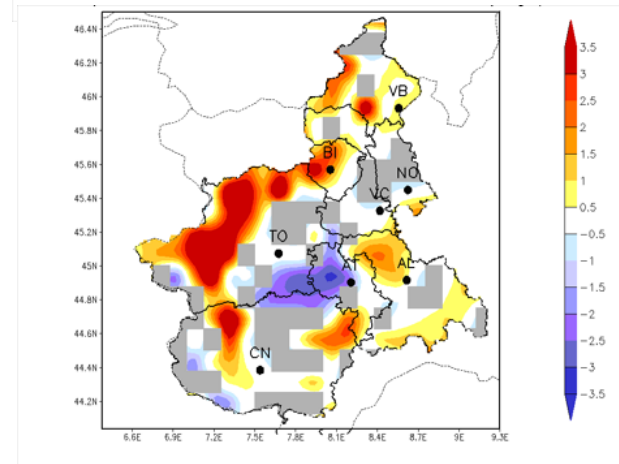 46.4N
46.2N
46N
45.8N
45.6N
45.4N
45.2N
45N
44.8N
44.6N
44.4N
44.2N
VB
BI
NO
VC
TO
AT
AL
CN
6.6E 6.9E 7.2E 7.5E 7.8E 8.1E 8.4E 8.7E 9E 9.3E
3.5
3
2.5
2
1.5
1
0.5
-0.5
-1
-1.5
-2
-2.5
-3
-3.5